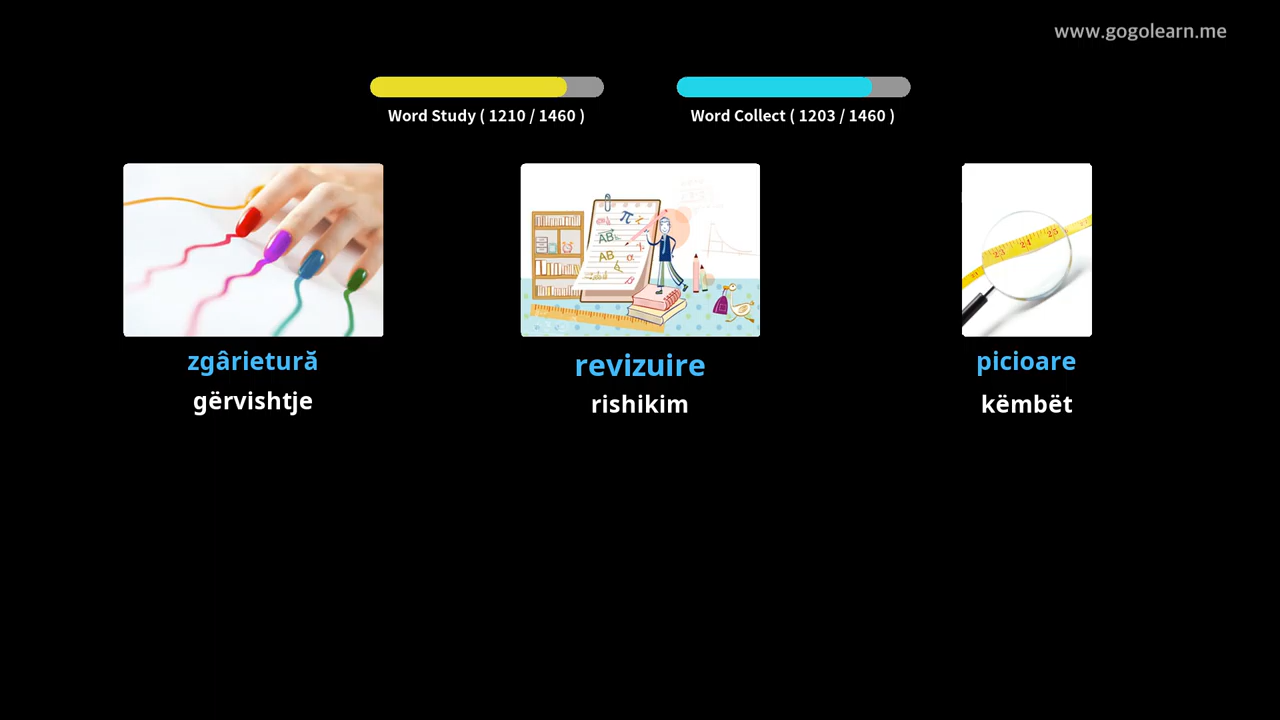 www.gogolearn.me
Word Study ( 1210 / 1460 )
Word Collect ( 1203 / 1460 )
zgârietură
revizuire
picioare
gërvishtje
rishikim
këmbët